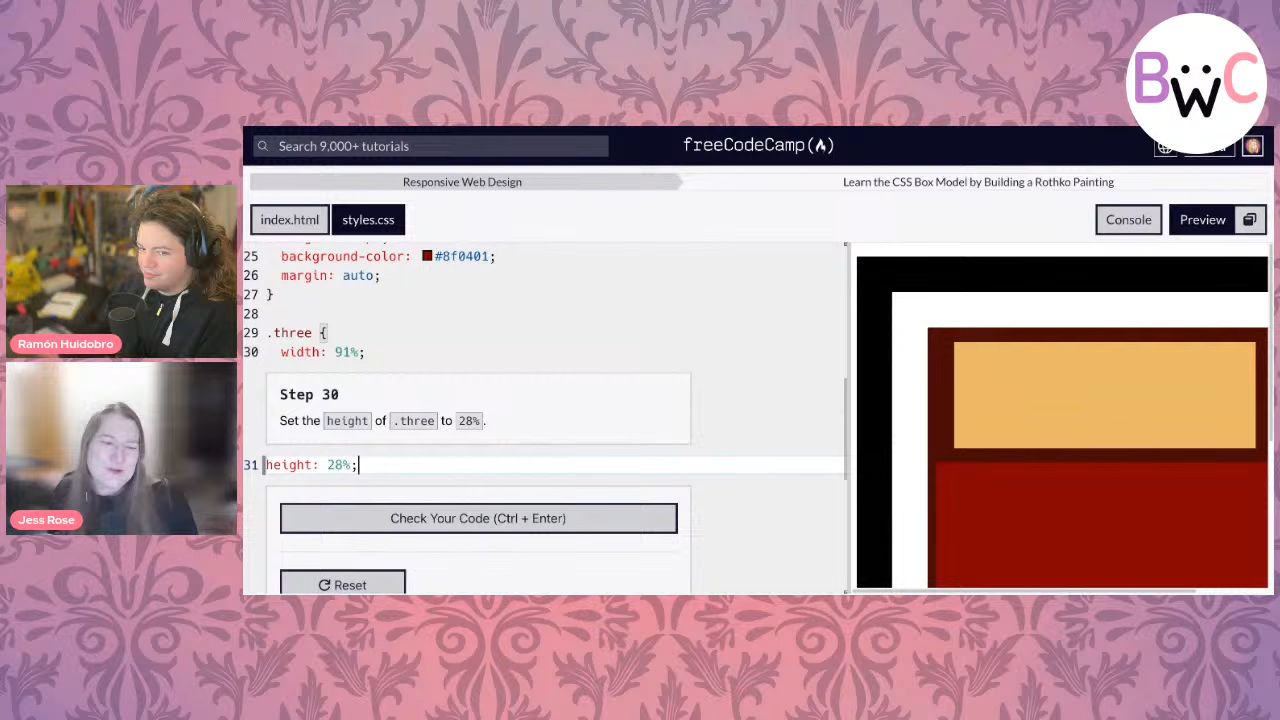 BWC
Search 9,000+ tutorials
freeCodeCamp
Responsive Web Design
Learn the CSS Box Model by Building a Rothko Painting
index.html
styles.css
Console
Preview
25 background-color: #8f0401;
26 margin: auto;
27 }
28
29 .three {
30 width: 91%;
Step 30
Set the height of .three to 28%.
31 height: 28%;
Check Your Code (Ctrl + Enter)
Reset
Ramón Huidobro
Jess Rose